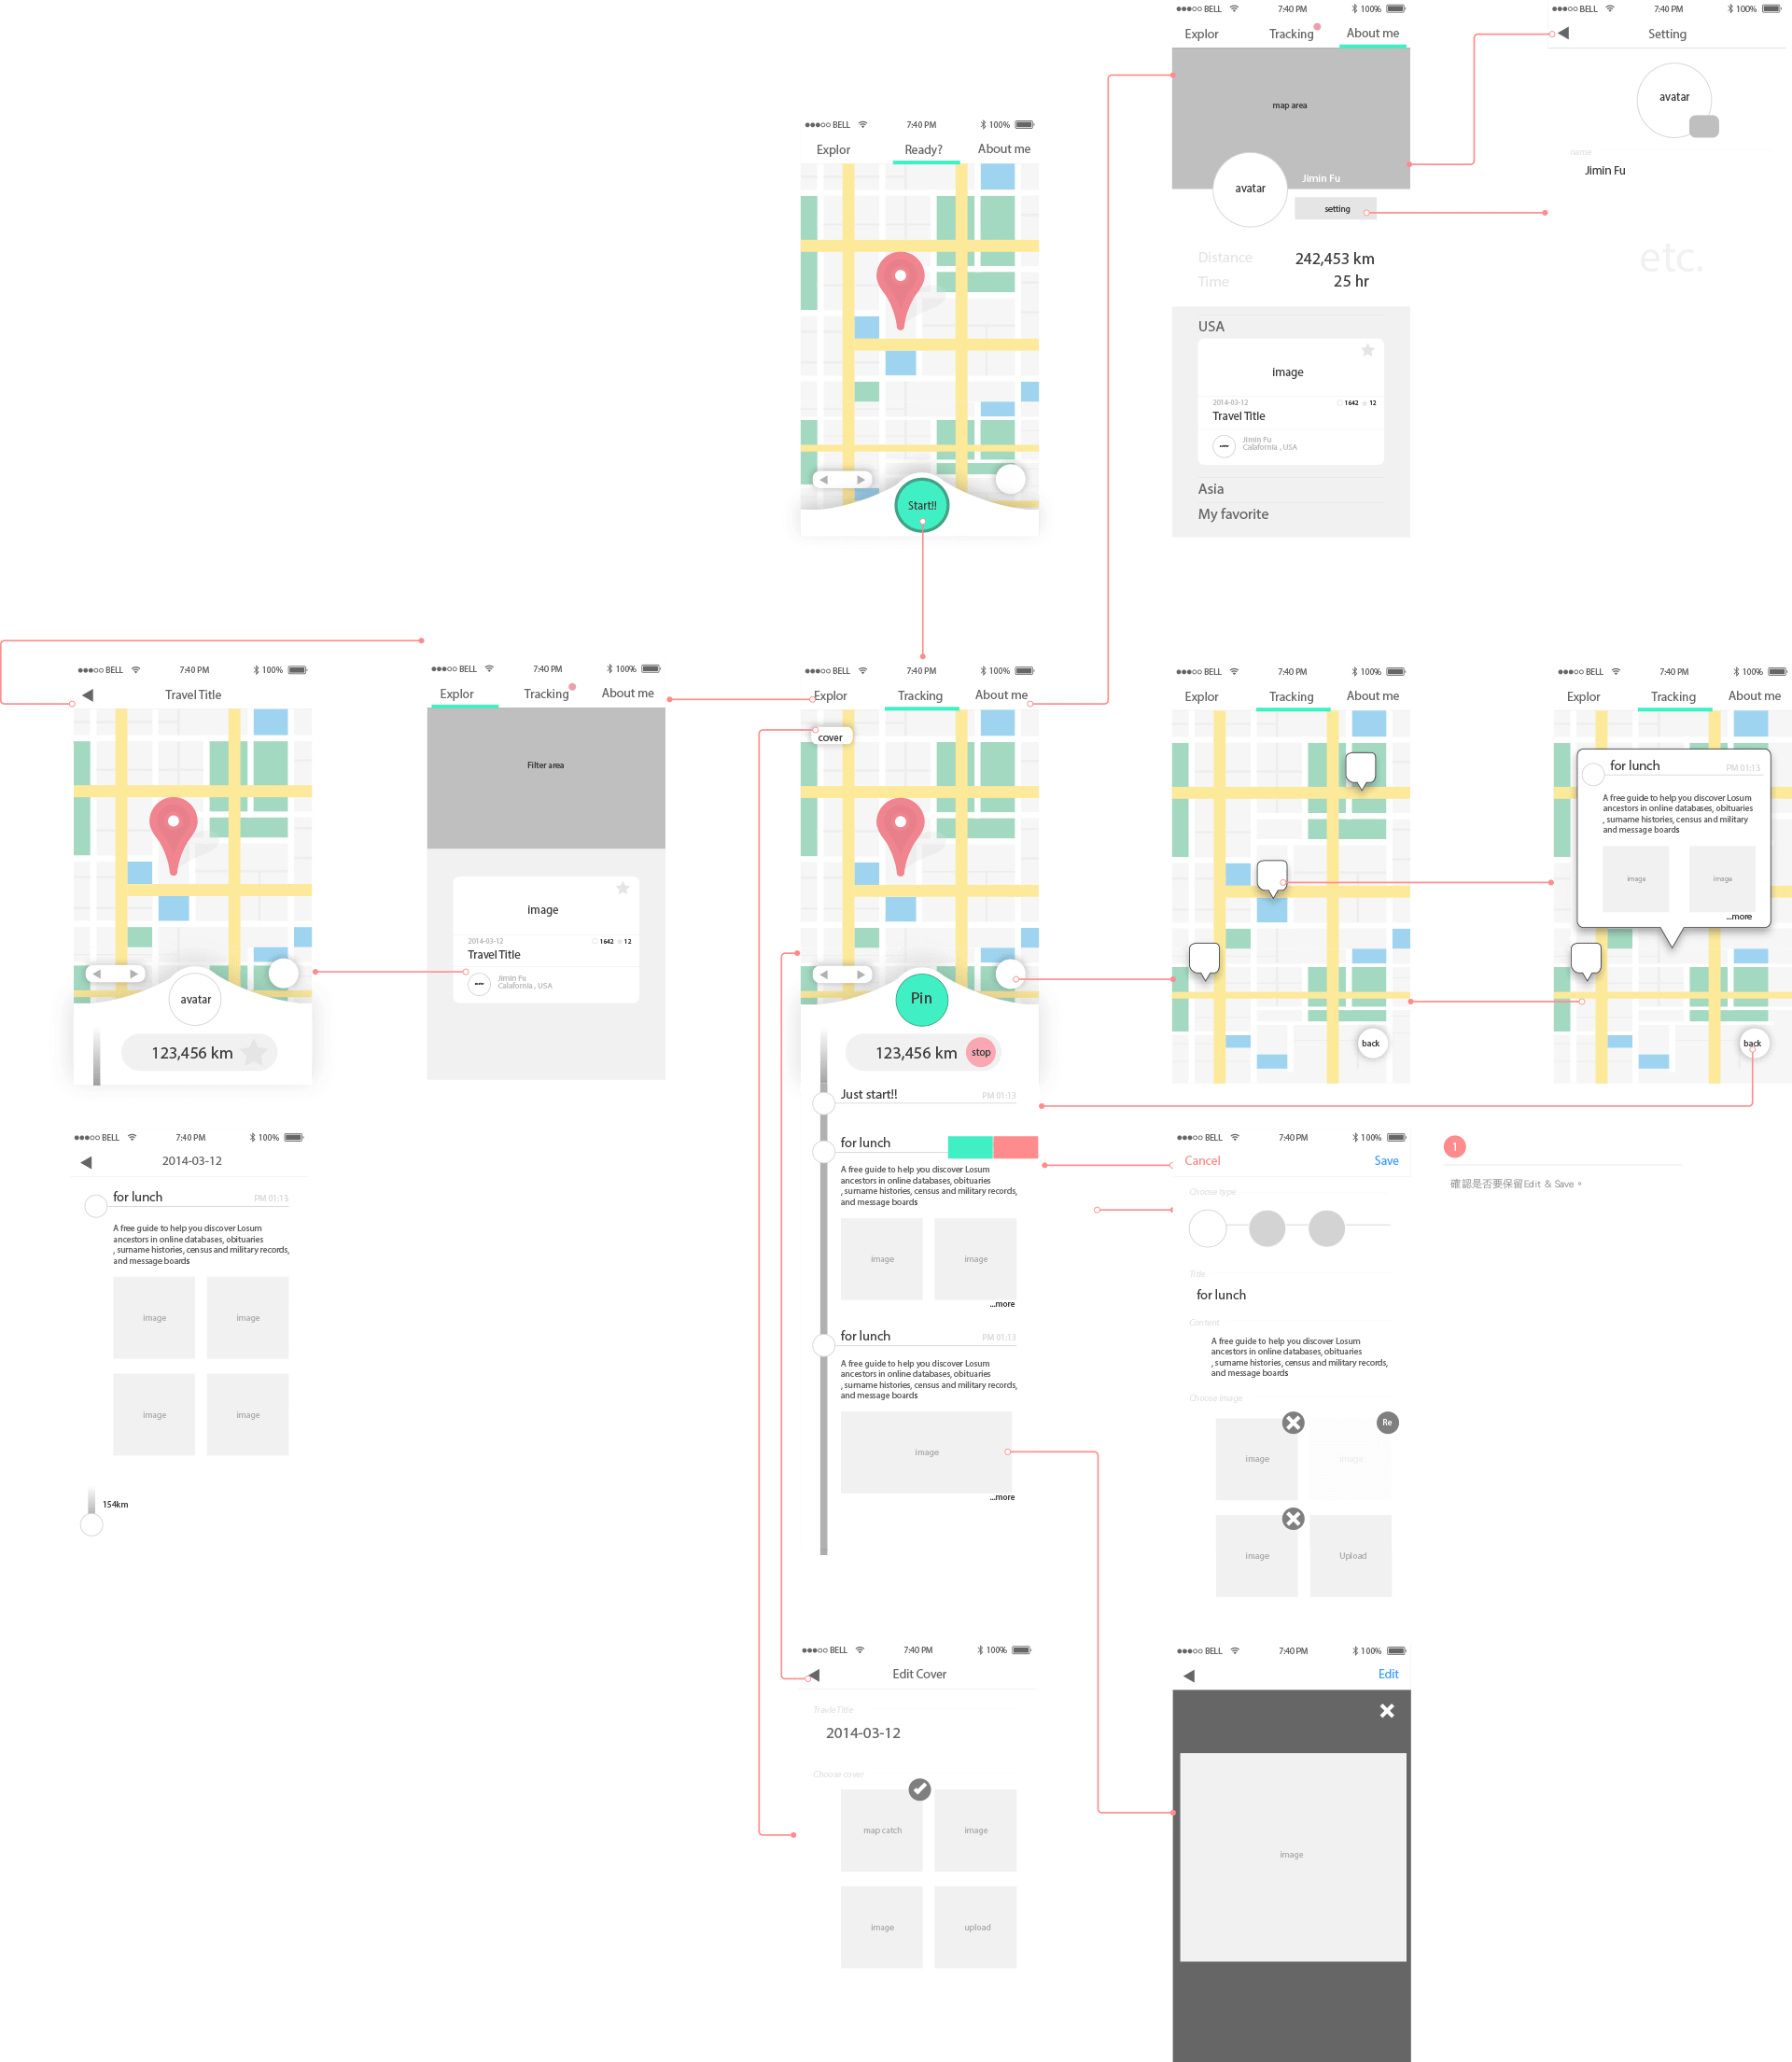 BELL 7:40 PM 100%
Explor Tracking About me
map area
avatar
Jimin Fu
setting
Distance 242,453 km
Time 25 hr
USA
image
2014-03-12 1642 12
Travel Title
avatar
Jimin Fu
Calafornia , USA
Asia
My favorite
BELL 7:40 PM 100%
Setting
avatar
name
Jimin Fu
etc.
BELL 7:40 PM 100%
Explor Ready? About me
Start!!
BELL 7:40 PM 100%
Travel Title
avatar
123,456 km
BELL 7:40 PM 100%
Explor Tracking About me
Filter area
image
2014-03-12 1642 12
Travel Title
avatar
Jimin Fu
Calafornia , USA
BELL 7:40 PM 100%
Explor Tracking About me
cover
Pin
123,456 km stop
Just start!! PM 01:13
for lunch
A free guide to help you discover Losum
ancestors in online databases, obituaries
, surname histories, census and military records,
and message boards
image image
...more
for lunch PM 01:13
A free guide to help you discover Losum
ancestors in online databases, obituaries
, surname histories, census and military records,
and message boards
image
...more
BELL 7:40 PM 100%
Explor Tracking About me
back
BELL 7:40 PM 100%
Explor Tracking About me
for lunch PM 01:13
A free guide to help you discover Losum
ancestors in online databases, obituaries
, surname histories, census and military
and message boards
image image
...more
back
BELL 7:40 PM 100%
2014-03-12
for lunch PM 01:13
A free guide to help you discover Losum
ancestors in online databases, obituaries
, surname histories, census and military records,
and message boards
image image
image image
154km
BELL 7:40 PM 100%
Cancel Save
Choose type
Title
for lunch
Content
A free guide to help you discover Losum
ancestors in online databases, obituaries
, surname histories, census and military records,
and message boards
Choose image
Re
image image
image Upload
1
確認是否要保留Edit & Save。
BELL 7:40 PM 100%
Edit Cover
Travle Title
2014-03-12
Choose cover
map catch image
image upload
BELL 7:40 PM 100%
Edit
image